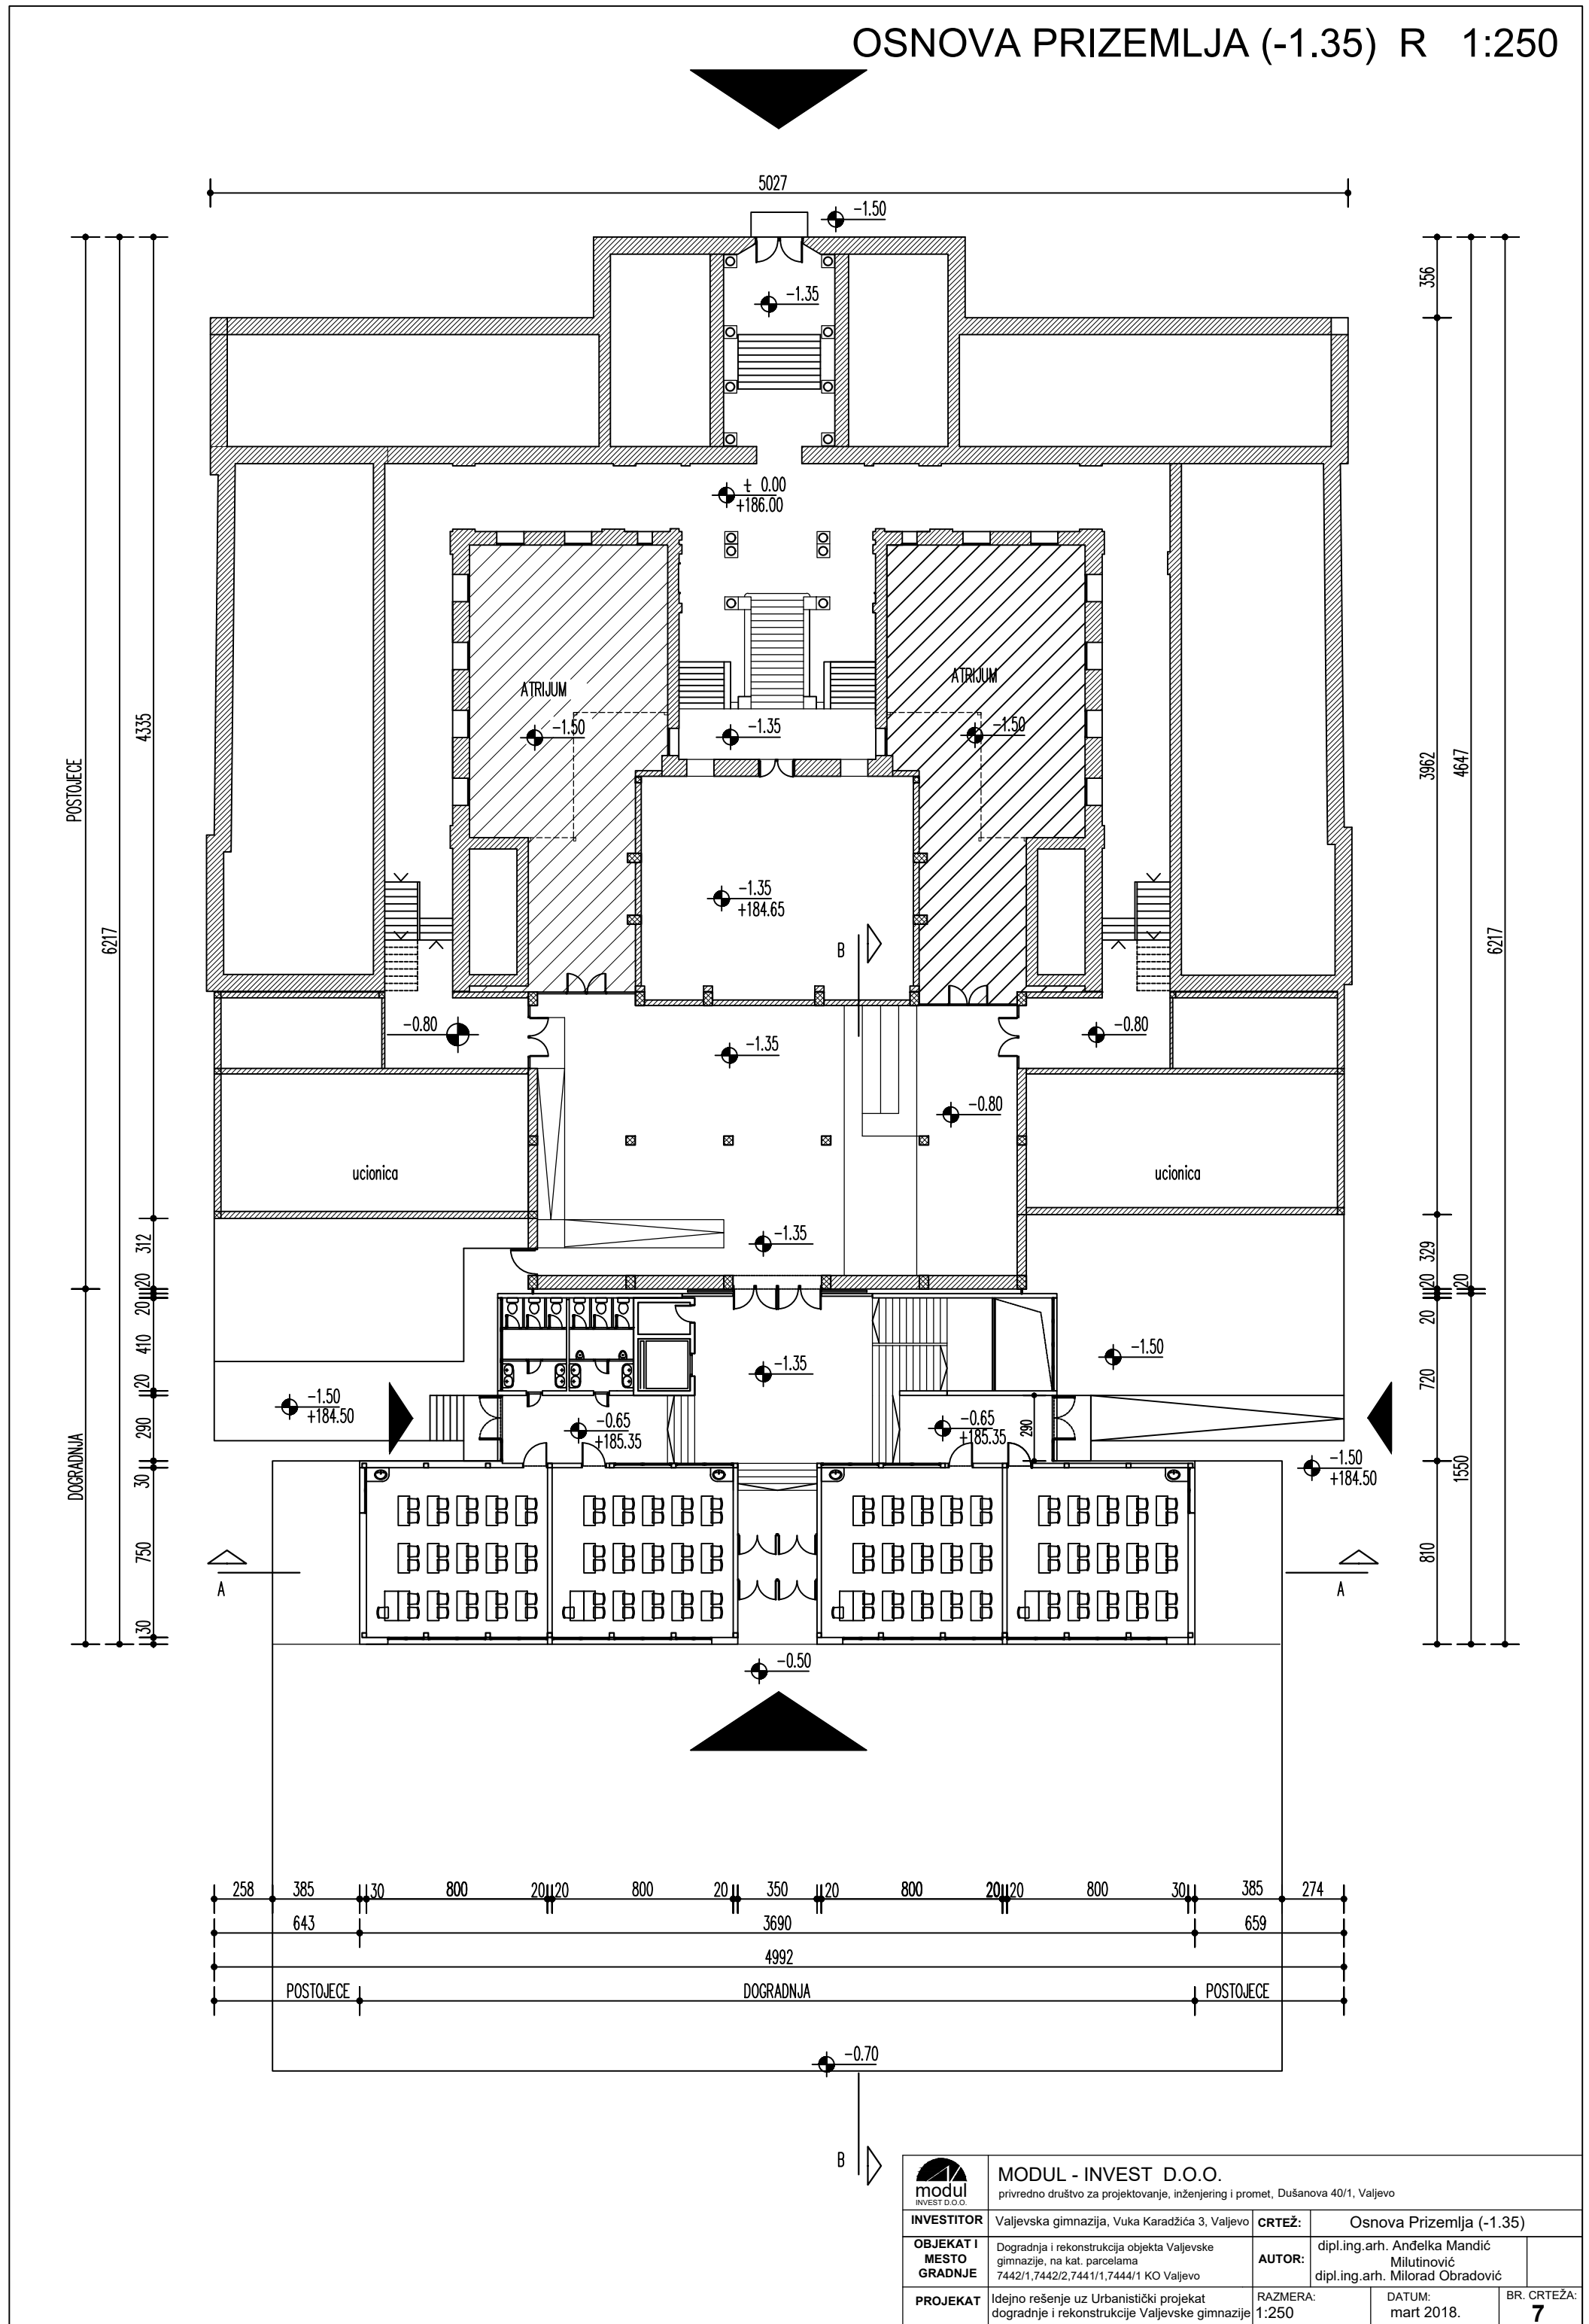 OSNOVA PRIZEMLJA (-1.35) R 1:250
5027
-1.50
-1.35
± 0.00
+186.00
356
POSTOJECE
6217
4335
ATRIJUM
-1.50
-1.35
ATRIJUM
-1.50
3962
4647
6217
-1.35
+184.65
B
-0.80
-1.35
-0.80
-0.80
ucionica
ucionica
-1.35
312
20
20
410
20
290
30
750
30
DOGRADNJA
329
20
20
20
720
1550
810
-1.35
-1.50
-1.50
+184.50
-0.65
+185.35
-0.65
+185.35
290
-1.50
+184.50
A
A
-0.50
258 385 30 800 20 20 800 20 350 20 800 20 20 800 30 385 274
643 3690 659
4992
POSTOJECE DOGRADNJA POSTOJECE
-0.70
B
modul
INVEST D.O.O.
MODUL - INVEST D.O.O.
privredno društvo za projektovanje, inženjering i promet, Dušanova 40/1, Valjevo
INVESTITOR Valjevska gimnazija, Vuka Karadžića 3, Valjevo CRTEŽ: Osnova Prizemlja (-1.35)
OBJEKAT I
MESTO
GRADNJE
Dogradnja i rekonstrukcija objekta Valjevske
gimnazije, na kat. parcelama
7442/1,7442/2,7441/1,7444/1 KO Valjevo
AUTOR:
dipl.ing.arh. Anđelka Mandić
Milutinović
dipl.ing.arh. Milorad Obradović
PROJEKAT
Idejno rešenje uz Urbanistički projekat
dogradnje i rekonstrukcije Valjevske gimnazije
RAZMERA:
1:250
DATUM:
mart 2018.
BR. CRTEŽA:
7